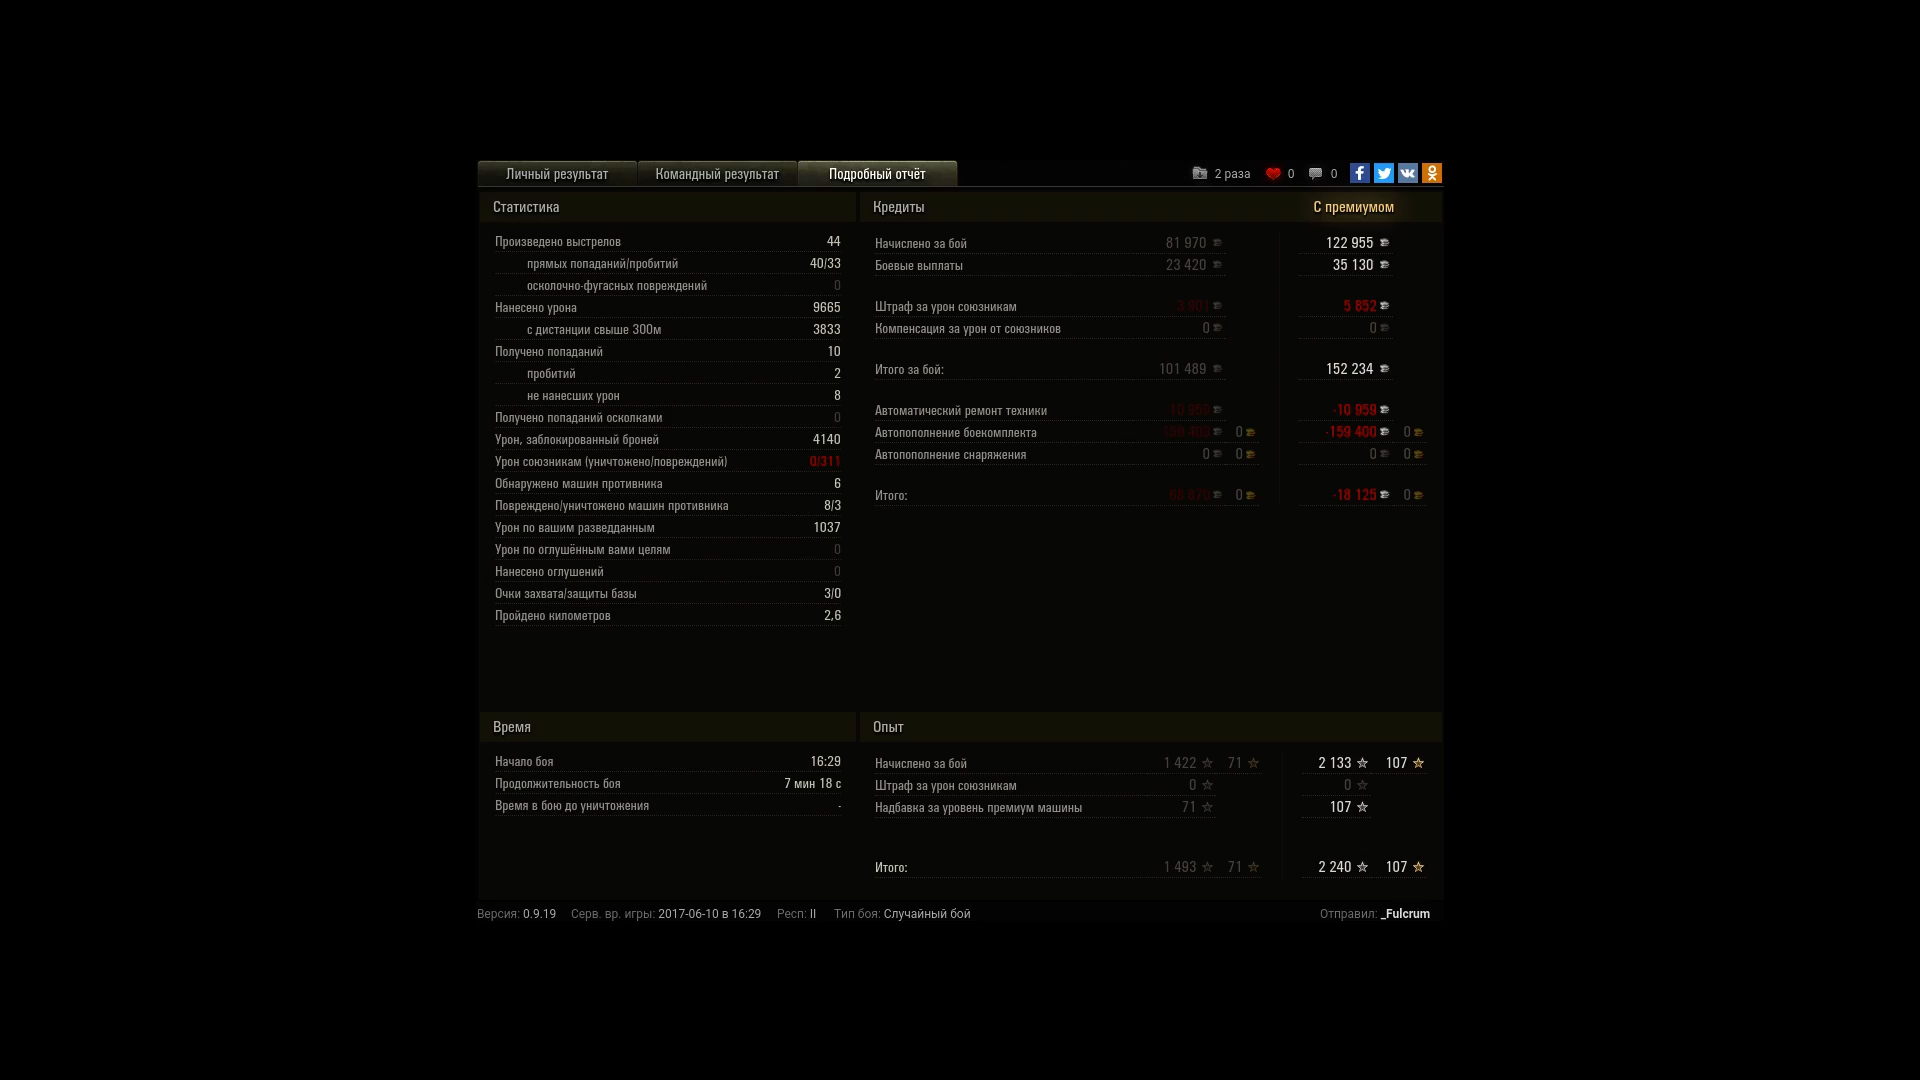 Личный результат Командный результат Подробный отчёт 2 раза 0 0
Статистика
Произведено выстрелов 44
прямых попаданий/пробитий 40/33
осколочно-фугасных повреждений 0
Нанесено урона 9665
с дистанции свыше 300м 3833
Получено попаданий 10
пробитий 2
не нанесших урон 8
Получено попаданий осколками 0
Урон, заблокированный броней 4140
Урон союзникам (уничтожено/повреждений) 0/311
Обнаружено машин противника 6
Повреждено/уничтожено машин противника 8/3
Урон по вашим разведданным 1037
Урон по оглушённым вами целям 0
Нанесено оглушений 0
Очки захвата/защиты базы 3/0
Пройдено километров 2,6
Кредиты С премиумом
Начислено за бой 81 970 122 955
Боевые выплаты 23 420 35 130
Штраф за урон союзникам 3 901 5 852
Компенсация за урон от союзников 0 0
Итого за бой: 101 489 152 234
Автоматический ремонт техники -10 959 -10 959
Автопополнение боекомплекта -159 400 0 -159 400 0
Автопополнение снаряжения 0 0 0 0
Итого: -68 870 0 -18 125 0
Время
Начало боя 16:29
Продолжительность боя 7 мин 18 с
Время в бою до уничтожения -
Опыт
Начислено за бой 1 422 71 2 133 107
Штраф за урон союзникам 0 0
Надбавка за уровень премиум машины 71 107
Итого: 1 493 71 2 240 107
Версия: 0.9.19 Серв. вр. игры: 2017-06-10 в 16:29 Респ: II Тип боя: Случайный бой Отправил: _Fulcrum